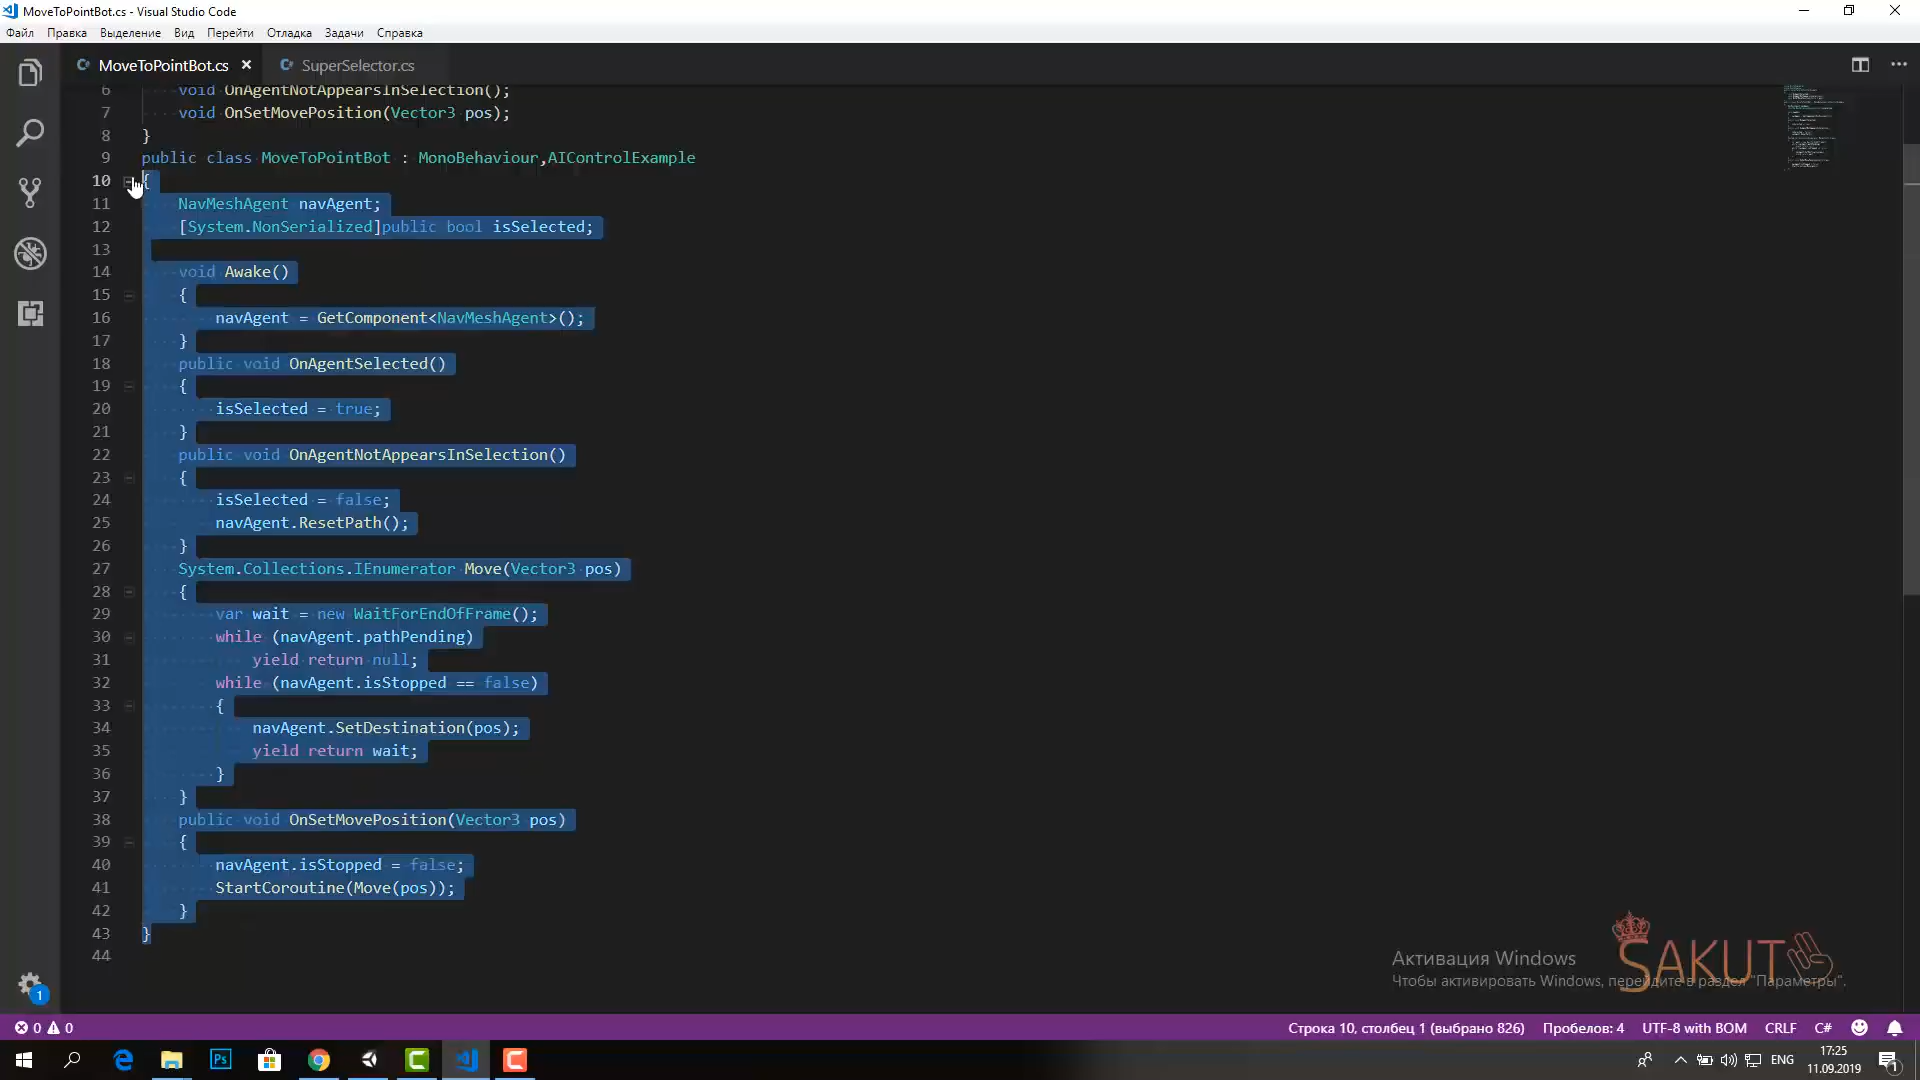 MoveToPointBot.cs - Visual Studio Code
Файл Правка Выделение Вид Перейти Отладка Задачи Справка
MoveToPointBot.cs × SuperSelector.cs
6 void OnAgentNotAppearsInSelection();
7 void OnSetMovePosition(Vector3 pos);
8 }
9 public class MoveToPointBot : MonoBehaviour,AIControlExample
10 {
11 NavMeshAgent navAgent;
12 [System.NonSerialized]public bool isSelected;
13
14 void Awake()
15 {
16 navAgent = GetComponent<NavMeshAgent>();
17 }
18 public void OnAgentSelected()
19 {
20 isSelected = true;
21 }
22 public void OnAgentNotAppearsInSelection()
23 {
24 isSelected = false;
25 navAgent.ResetPath();
26 }
27 System.Collections.IEnumerator Move(Vector3 pos)
28 {
29 var wait = new WaitForEndOfFrame();
30 while (navAgent.pathPending)
31 yield return null;
32 while (navAgent.isStopped == false)
33 {
34 navAgent.SetDestination(pos);
35 yield return wait;
36 }
37 }
38 public void OnSetMovePosition(Vector3 pos)
39 {
40 navAgent.isStopped = false;
41 StartCoroutine(Move(pos));
42 }
43 }
44
SAKUT
Активация Windows
Чтобы активировать Windows, перейдите в раздел "Параметры".
1
0 0 Строка 10, столбец 1 (выбрано 826) Пробелов: 4 UTF-8 with BOM CRLF C#
Ps ENG 17:25
11.09.2019 1